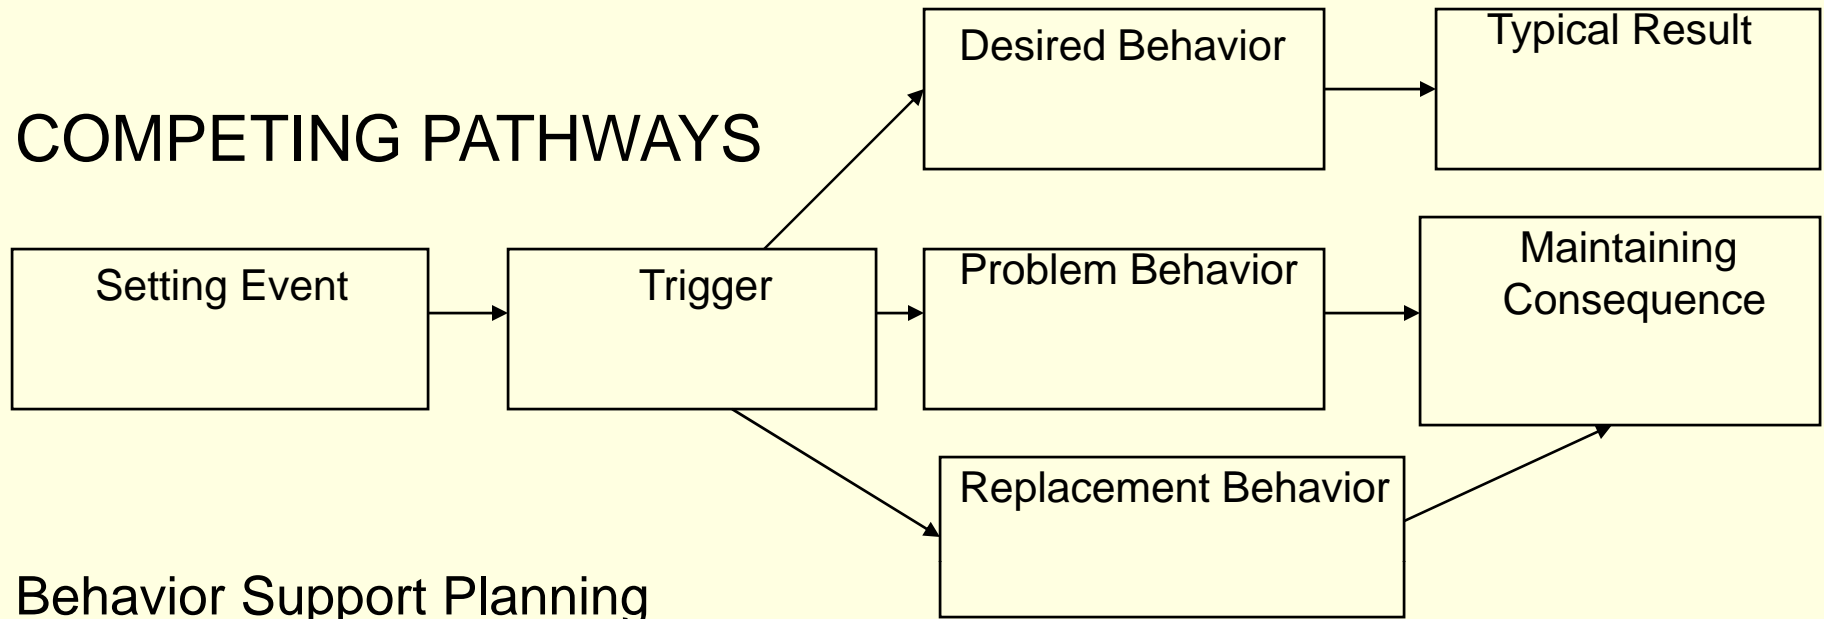 Desired Behavior
Typical Result
COMPETING PATHWAYS
Setting Event
Trigger
Problem Behavior
Maintaining
Consequence
Replacement Behavior
Behavior Support Planning